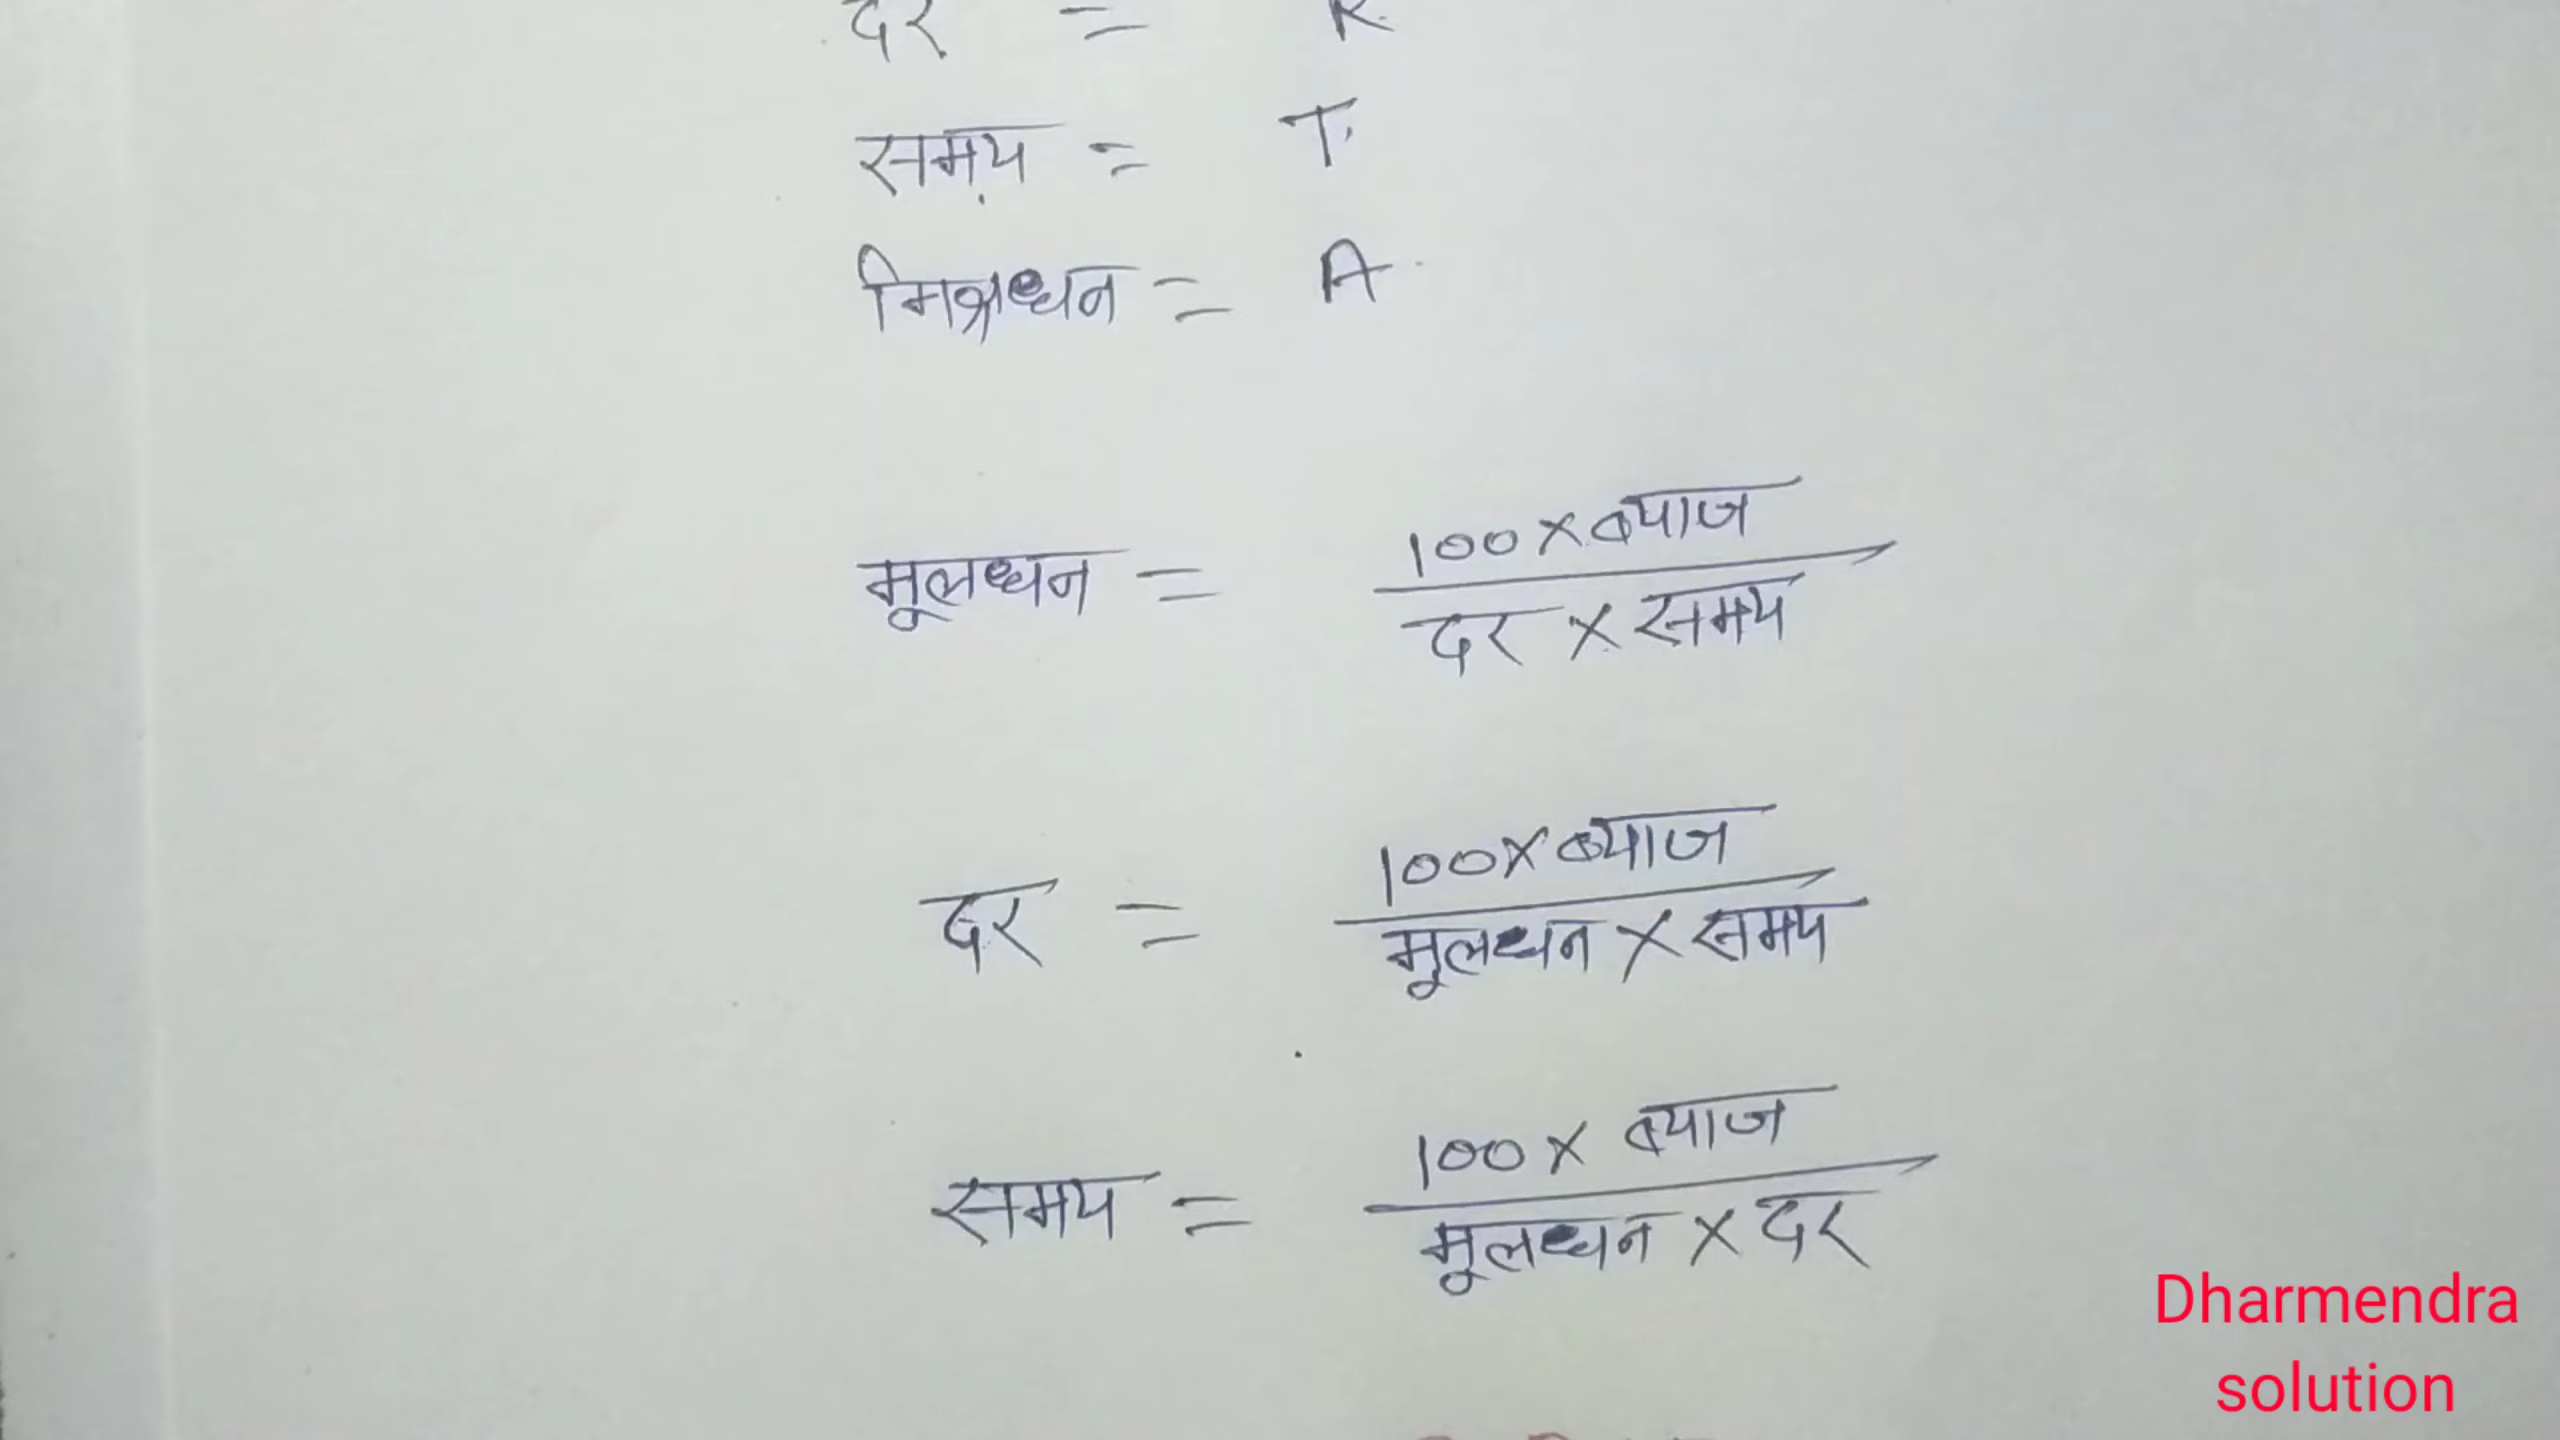 दर = R.
समय = T.
मिश्रधन = A.
मूलधन = 100 × ब्याज
दर × समय
दर = 100 × ब्याज
मूलधन × समय
समय = 100 × ब्याज
मूलधन × दर
Dharmendra
solution